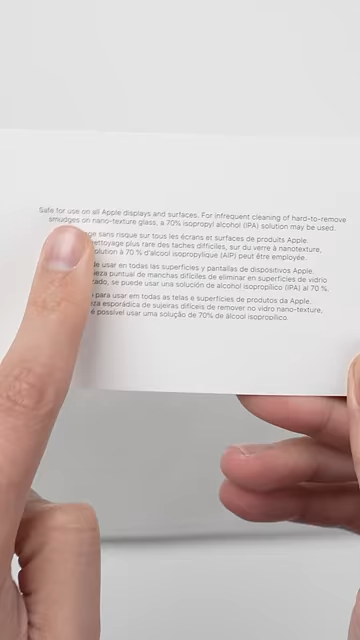 Safe for use on all Apple displays and surfaces. For infrequent cleaning of hard-to-remove
smudges on nano-texture glass, a 70% isopropyl alcohol (IPA) solution may be used.
sans risque sur tous les écrans et surfaces de produits Apple.
nettoyage plus rare des taches difficiles, sur du verre à nanotexture,
solution à 70 % d'alcool isopropylique (AIP) peut être employée.
de usar en todas las superficies y pantallas de dispositivos Apple.
puntual de manchas difíciles de eliminar en superficies de vidrio
se puede usar una solución de alcohol isopropílico (IPA) al 70 %.
para usar em todas as telas e superfícies de produtos da Apple.
esporádica de sujeiras difíceis de remover no vidro nano-texture,
é possível usar uma solução de 70% de álcool isopropílico.